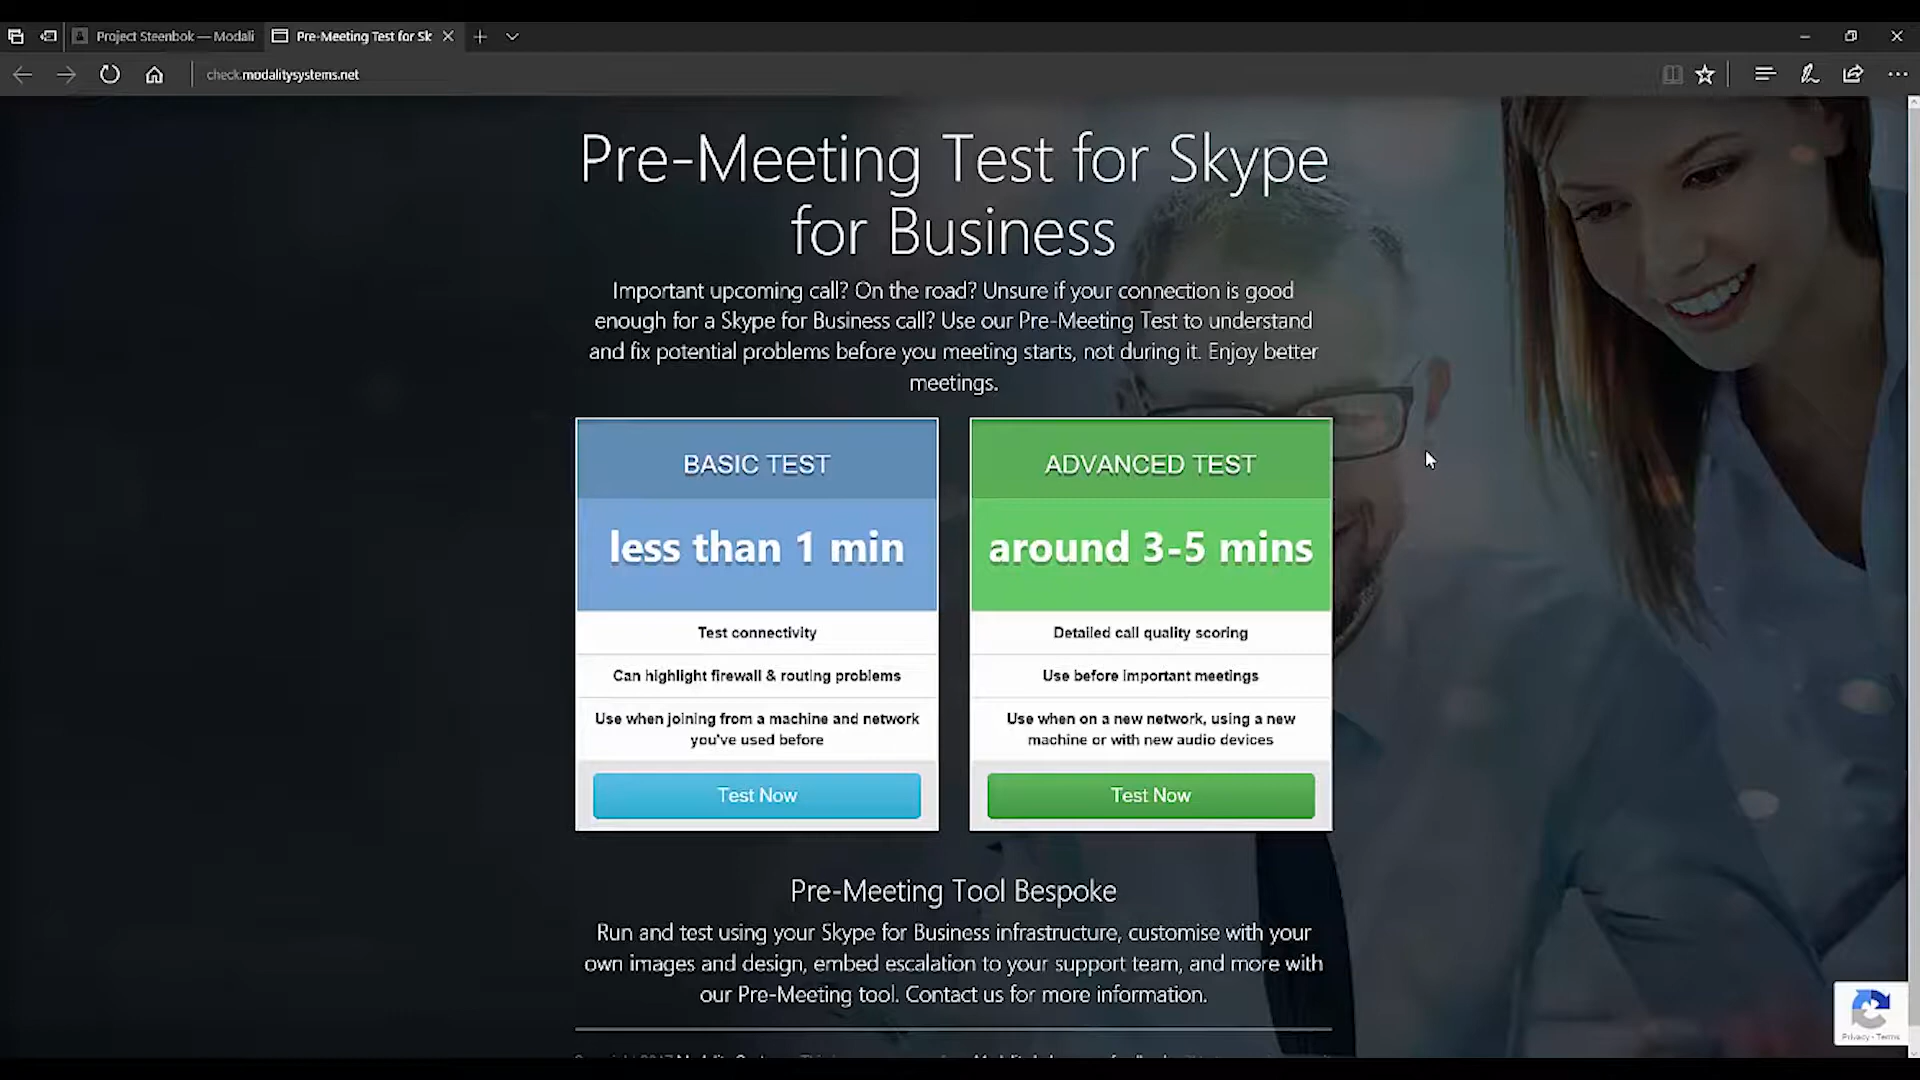 Project Steenbok — Modali
Pre-Meeting Test for Sk
check.modalitysystems.net
Pre-Meeting Test for Skype
for Business
Important upcoming call? On the road? Unsure if your connection is good
enough for a Skype for Business call? Use our Pre-Meeting Test to understand
and fix potential problems before you meeting starts, not during it. Enjoy better
meetings.
BASIC TEST
less than 1 min
Test connectivity
Can highlight firewall & routing problems
Use when joining from a machine and network
you've used before
Test Now
ADVANCED TEST
around 3-5 mins
Detailed call quality scoring
Use before important meetings
Use when on a new network, using a new
machine or with new audio devices
Test Now
Pre-Meeting Tool Bespoke
Run and test using your Skype for Business infrastructure, customise with your
own images and design, embed escalation to your support team, and more with
our Pre-Meeting tool. Contact us for more information.
Privacy - Terms